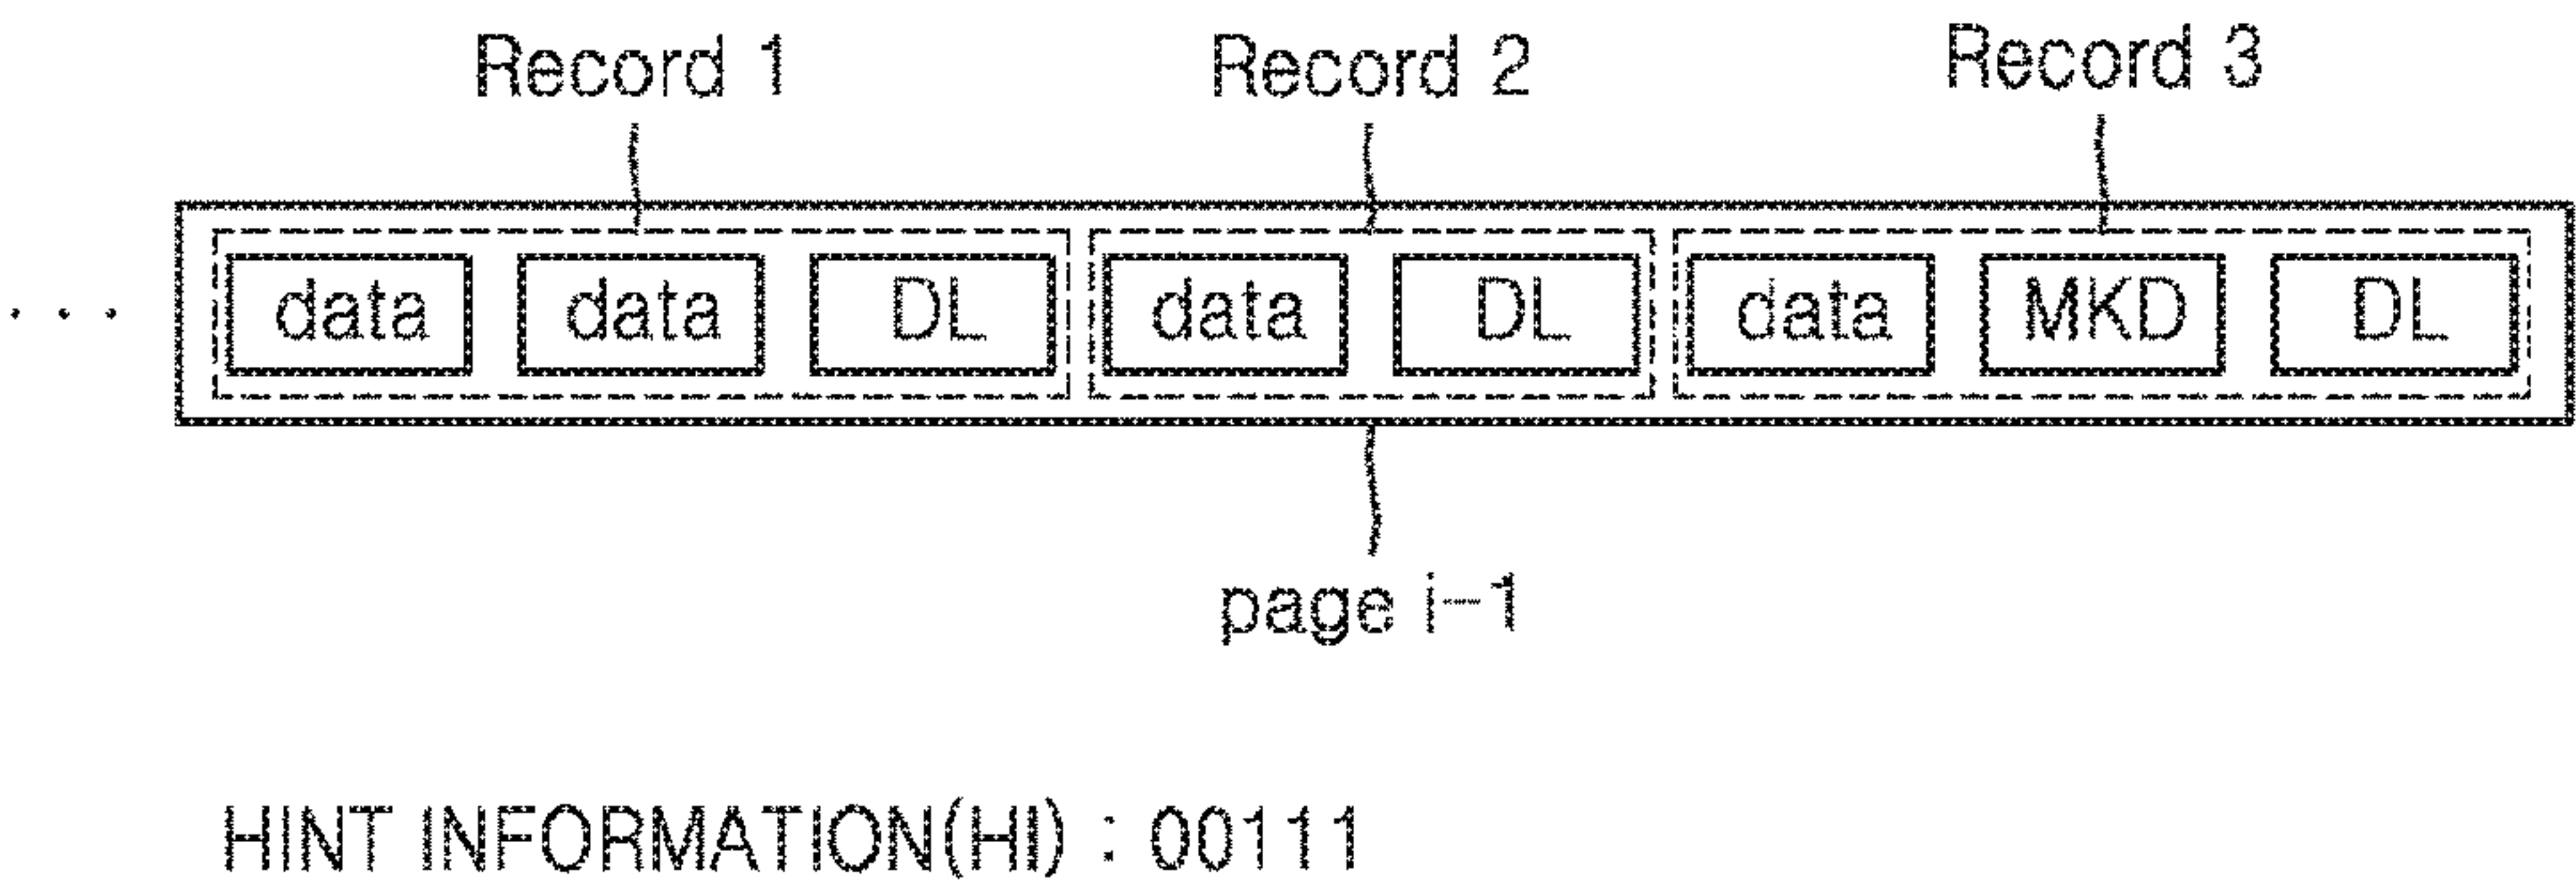 Record 1 Record 2 Record 3
. . . data data DL data DL data MKD DL
page i-1
HINT INFORMATION(HI) : 00111